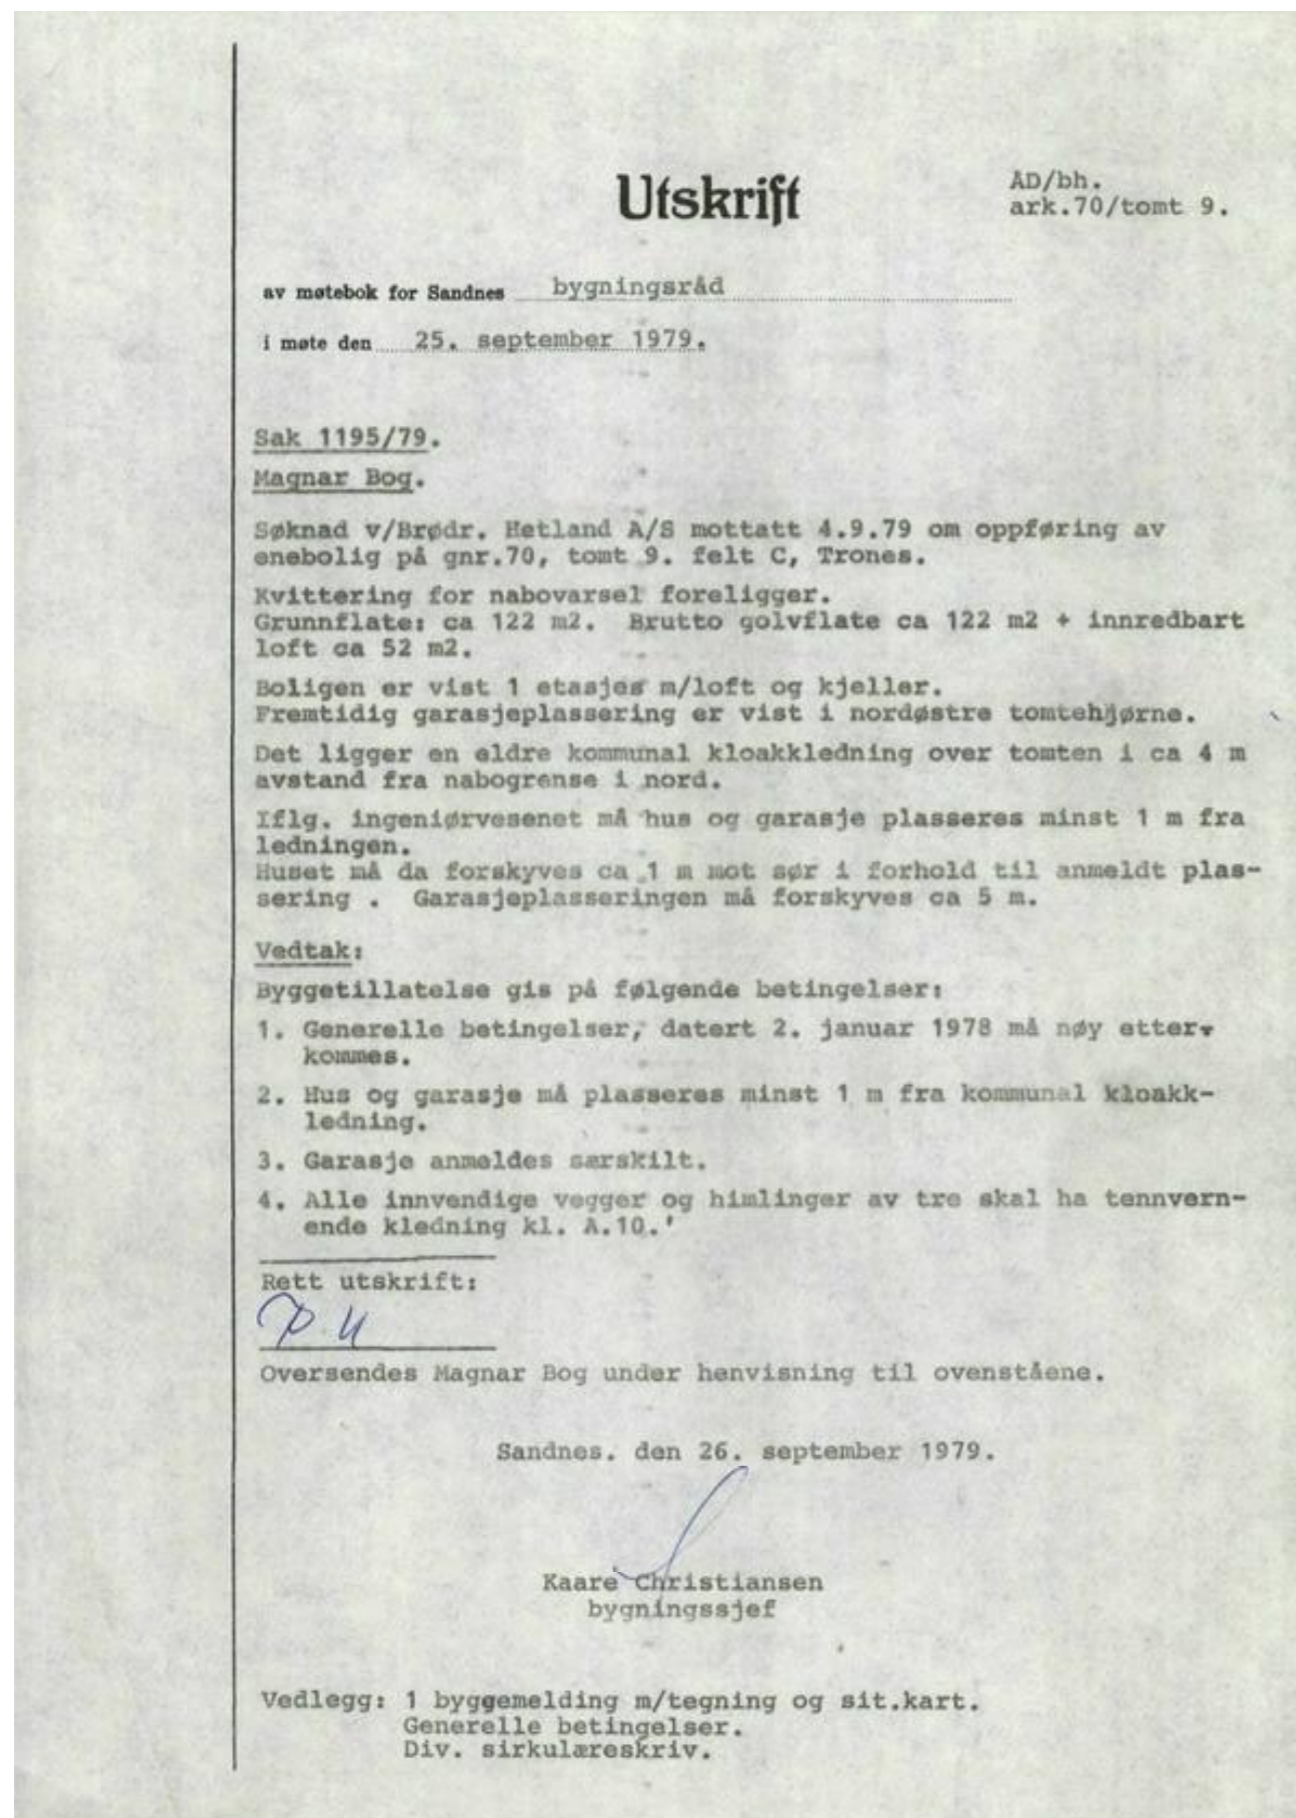 Utskrift
AD/bh.
ark.70/tomt 9.
av møtebok for Sandnes bygningsråd
i møte den 25. september 1979.
Sak 1195/79.
Magnar Bog.
Søknad v/Brødr. Hetland A/S mottatt 4.9.79 om oppføring av
enebolig på gnr.70, tomt 9. felt C, Trones.
Kvittering for nabovarsel foreligger.
Grunnflate: ca 122 m2. Brutto golvflate ca 122 m2 + innredbart
loft ca 52 m2.
Boligen er vist 1 etasjes m/loft og kjeller.
Fremtidig garasjeplassering er vist i nordøstre tomtehjørne.
Det ligger en eldre kommunal kloakkledning over tomten i ca 4 m
avstand fra nabogrense i nord.
Iflg. ingeniørvesenet må hus og garasje plasseres minst 1 m fra
ledningen.
Huset må da forskyves ca 1 m mot sør i forhold til anmeldt plas-
sering . Garasjeplasseringen må forskyves ca 5 m.
Vedtak:
Byggetillatelse gis på følgende betingelser:
1. Generelle betingelser, datert 2. januar 1978 må nøy etter-
kommes.
2. Hus og garasje må plasseres minst 1 m fra kommunal kloakk-
ledning.
3. Garasje anmeldes særskilt.
4. Alle innvendige vegger og himlinger av tre skal ha tennvern-
ende kledning kl. A.10.'
Rett utskrift:
Oversendes Magnar Bog under henvisning til ovenståene.
Sandnes. den 26. september 1979.
Kaare Christiansen
bygningssjef
Vedlegg: 1 byggemelding m/tegning og sit.kart.
Generelle betingelser.
Div. sirkulæreskriv.